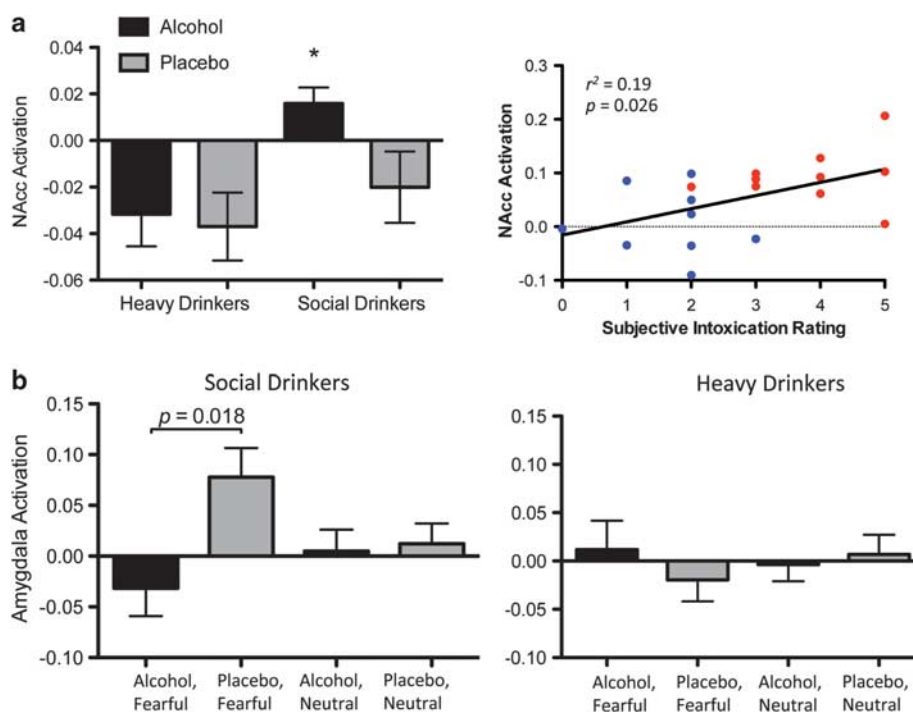 a
Alcohol
Placebo
*
0.04
0.02
0.00
-0.02
-0.04
-0.06
NAcc Activation
Heavy Drinkers
Social Drinkers
r² = 0.19
p = 0.026
0.3
0.2
0.1
0.0
-0.1
NAcc Activation
0 1 2 3 4 5
Subjective Intoxication Rating
b
Social Drinkers
p = 0.018
0.15
0.10
0.05
0.00
-0.05
-0.10
Amygdala Activation
Alcohol, Fearful
Placebo, Fearful
Alcohol, Neutral
Placebo, Neutral
Heavy Drinkers
0.15
0.10
0.05
0.00
-0.05
-0.10
Alcohol, Fearful
Placebo, Fearful
Alcohol, Neutral
Placebo, Neutral